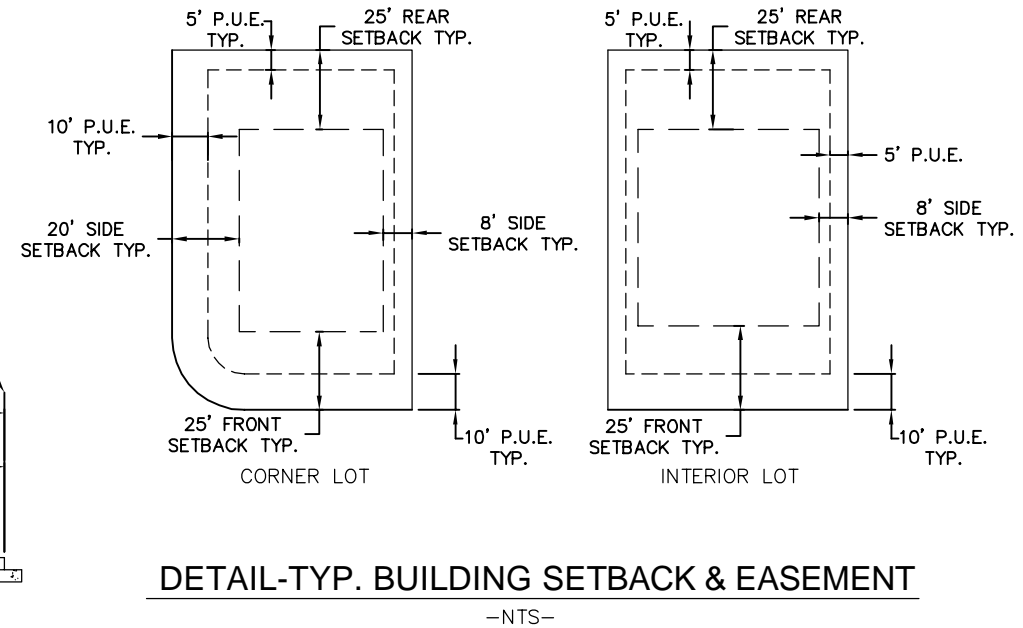 5' P.U.E.
TYP.
25' REAR
SETBACK TYP.
10' P.U.E.
TYP.
20' SIDE
SETBACK TYP.
8' SIDE
SETBACK TYP.
25' FRONT
SETBACK TYP.
10' P.U.E.
TYP.
CORNER LOT
5' P.U.E.
TYP.
25' REAR
SETBACK TYP.
5' P.U.E.
8' SIDE
SETBACK TYP.
25' FRONT
SETBACK TYP.
10' P.U.E.
TYP.
INTERIOR LOT
DETAIL-TYP. BUILDING SETBACK & EASEMENT
-NTS-